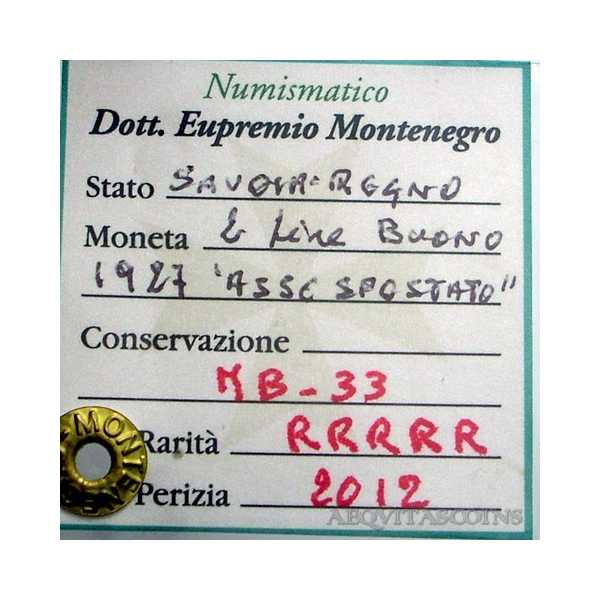 Numismatico
Dott. Eupremio Montenegro
Stato SAVOIA-REGNO
Moneta 2 Lire BUONO
1927 "ASSE SPOSTATO"
Conservazione
MB-33
Rarità RRRRR
Perizia 2012
MONTEN
AEQVITASCOINS